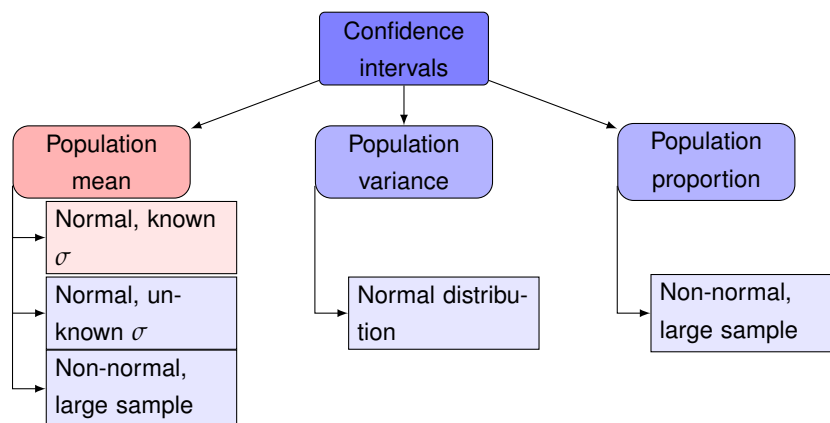 Confidence
intervals
Population
mean
Population
variance
Population
proportion
Normal, known
σ
Normal, un-
known σ
Non-normal,
large sample
Normal distribu-
tion
Non-normal,
large sample